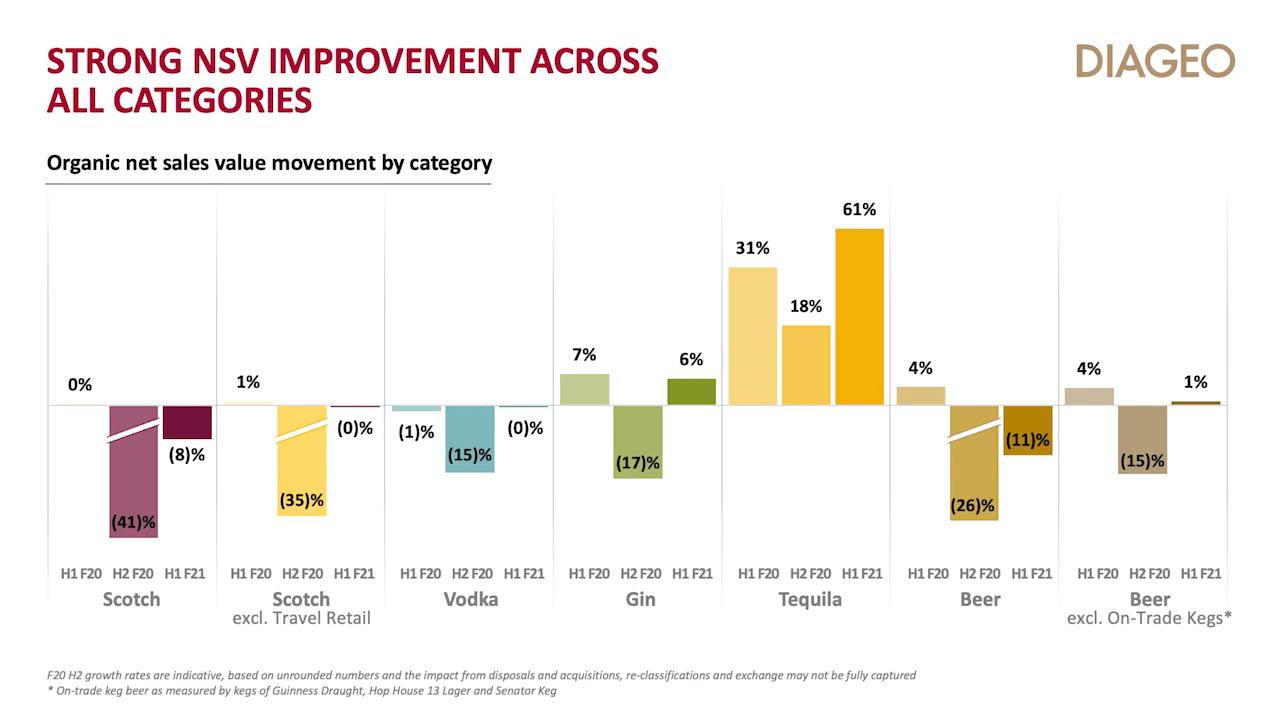 STRONG NSV IMPROVEMENT ACROSS
ALL CATEGORIES
DIAGEO
Organic net sales value movement by category
0%
(41)%
(8)%
1%
(35)%
(0)%
(1)%
(15)%
(0)%
7%
(17)%
6%
31%
18%
61%
4%
(26)%
(11)%
4%
(15)%
1%
H1 F20 H2 F20 H1 F21
Scotch
H1 F20 H2 F20 H1 F21
Scotch
excl. Travel Retail
H1 F20 H2 F20 H1 F21
Vodka
H1 F20 H2 F20 H1 F21
Gin
H1 F20 H2 F20 H1 F21
Tequila
H1 F20 H2 F20 H1 F21
Beer
H1 F20 H2 F20 H1 F21
Beer
excl. On-Trade Kegs*
F20 H2 growth rates are indicative, based on unrounded numbers and the impact from disposals and acquisitions, re-classifications and exchange may not be fully captured
* On-trade keg beer as measured by kegs of Guinness Draught, Hop House 13 Lager and Senator Keg